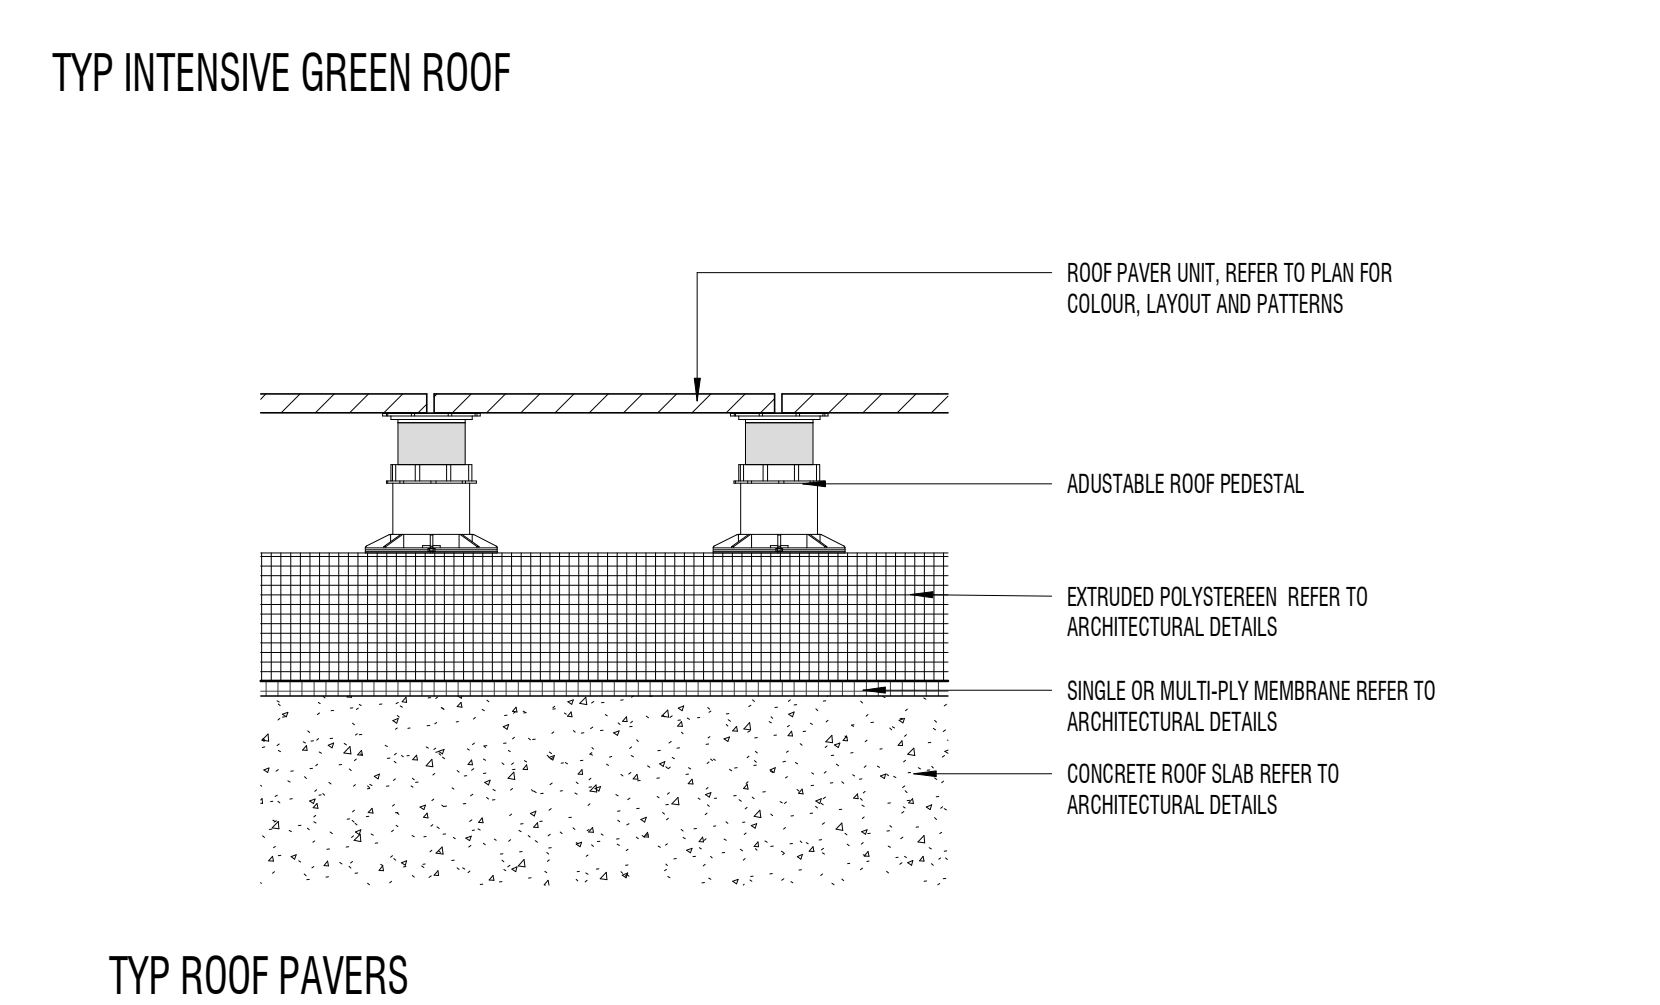 TYP INTENSIVE GREEN ROOF
ROOF PAVER UNIT, REFER TO PLAN FOR
COLOUR, LAYOUT AND PATTERNS
ADUSTABLE ROOF PEDESTAL
EXTRUDED POLYSTEREEN  REFER TO
ARCHITECTURAL DETAILS
SINGLE OR MULTI-PLY MEMBRANE REFER TO
ARCHITECTURAL DETAILS
CONCRETE ROOF SLAB REFER TO
ARCHITECTURAL DETAILS
TYP ROOF PAVERS